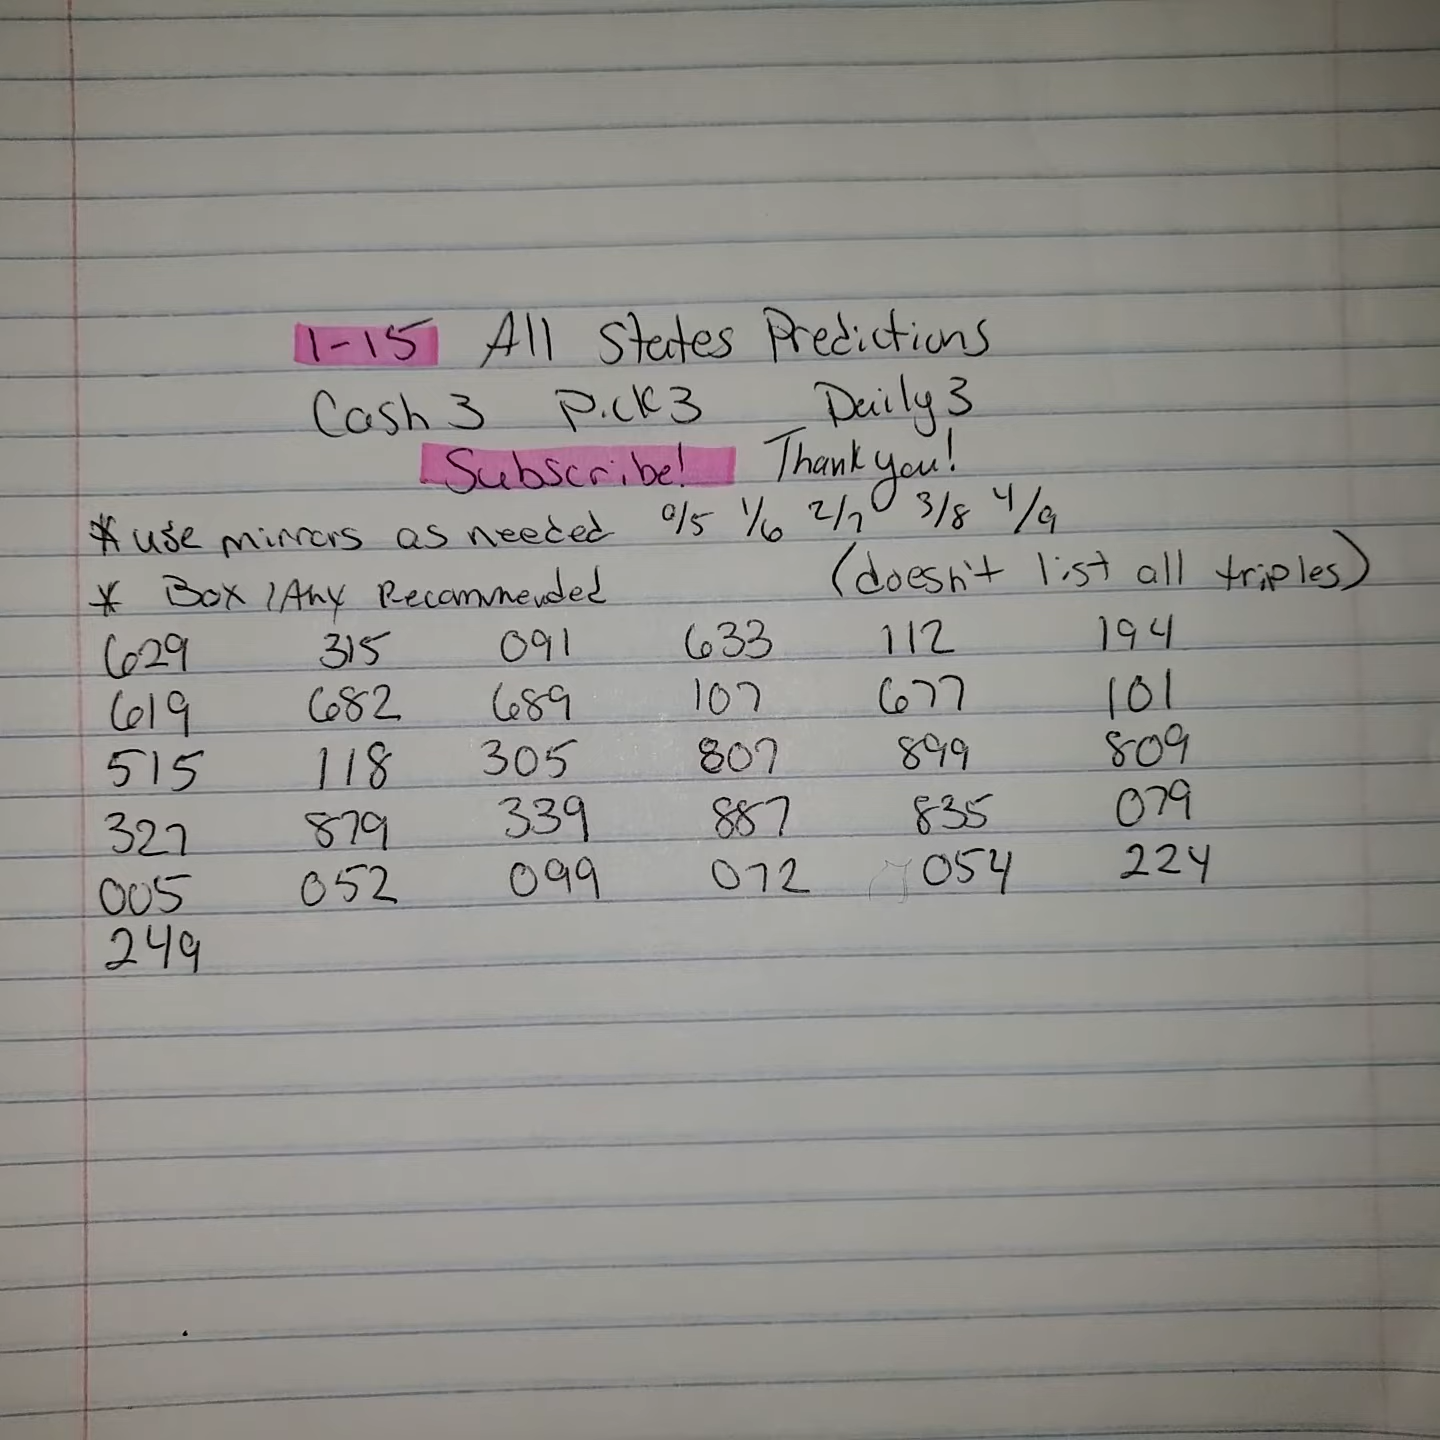 1-15 All States Predictions
Cash 3 Pick 3 Daily 3
Subscribe! Thank you!
* use mirrors as needed 0/5 1/6 2/7 3/8 4/9
* Box / Any Recommended (doesn't list all triples)
629 315 091 633 112 194
619 682 689 107 677 101
515 118 305 807 899 809
327 879 339 887 835 079
005 052 099 072 054 224
249